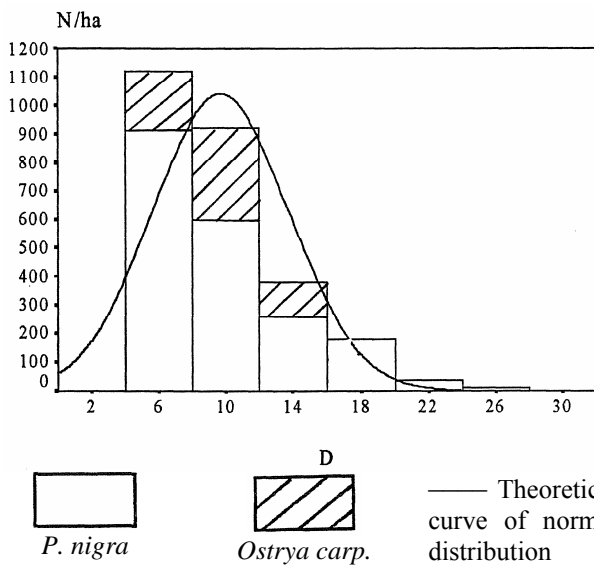 N/ha
1200
1100
1000
900
800
700
600
500
400
300
200
100
0
2 6 10 14 18 22 26 30
D
P. nigra
Ostrya carp.
Theoretic
curve of norm
distribution